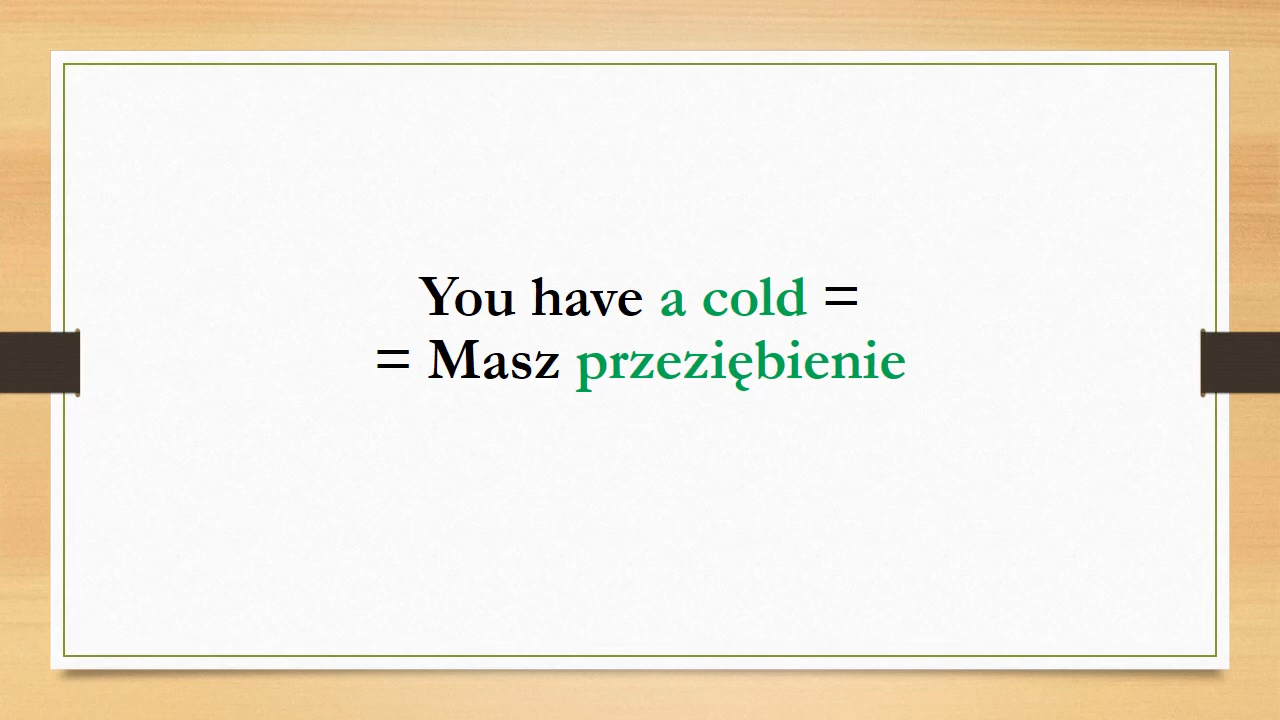 You have a cold =
= Masz przeziębienie